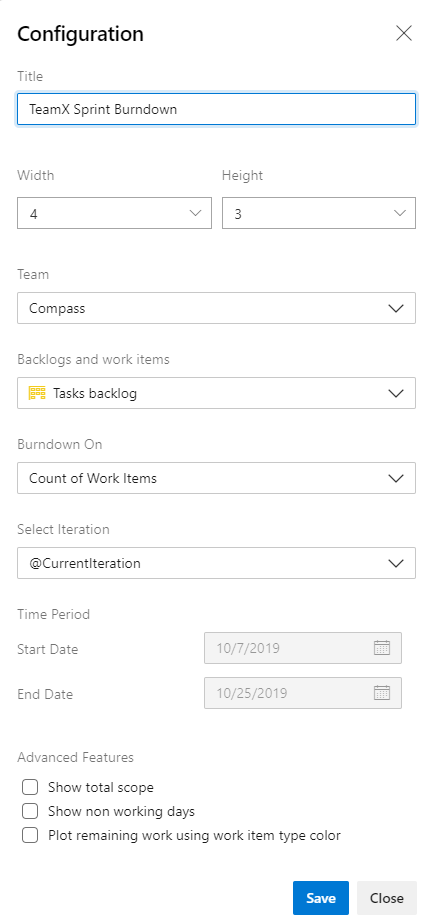 Configuration
Title
TeamX Sprint Burndown
Width Height
4 3
Team
Compass
Backlogs and work items
Tasks backlog
Burndown On
Count of Work Items
Select Iteration
@CurrentIteration
Time Period
Start Date 10/7/2019
End Date 10/25/2019
Advanced Features
Show total scope
Show non working days
Plot remaining work using work item type color
Save Close